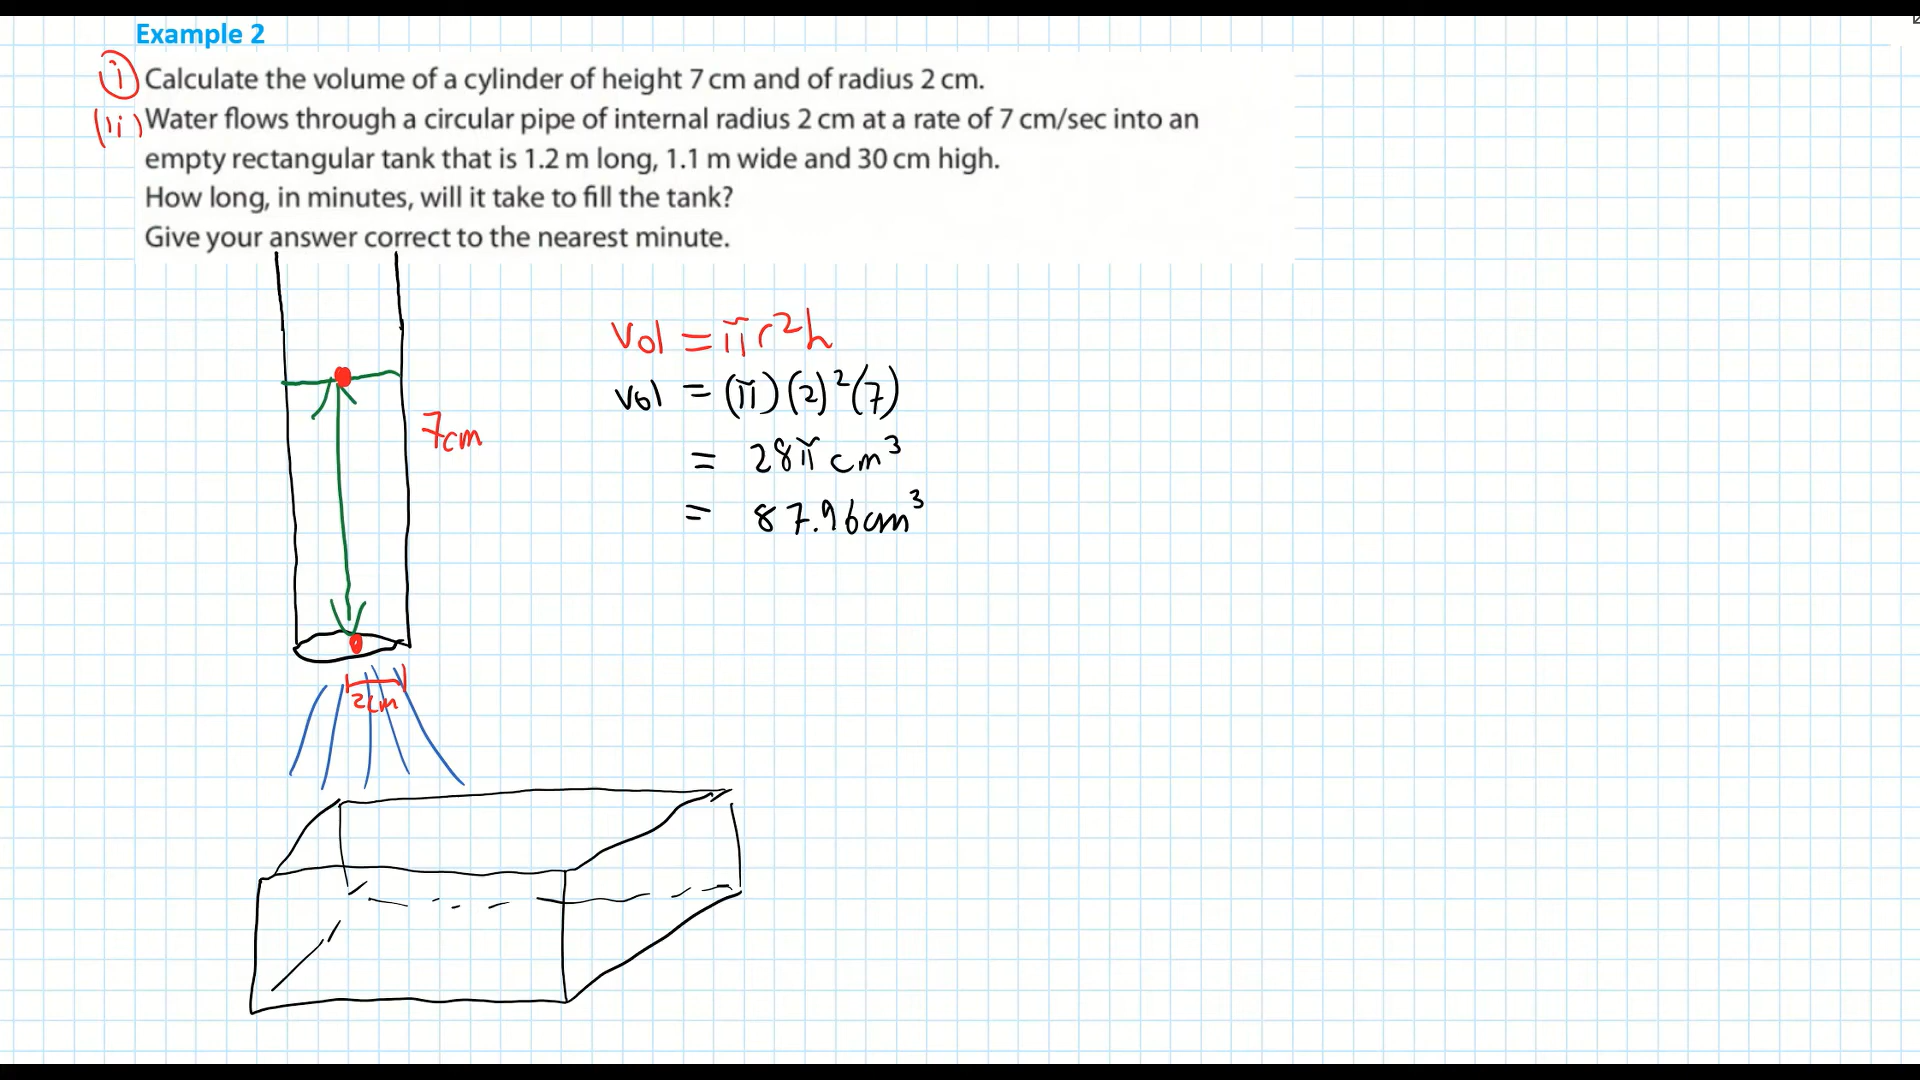 Example 2
(i) Calculate the volume of a cylinder of height 7 cm and of radius 2 cm.
(ii) Water flows through a circular pipe of internal radius 2 cm at a rate of 7 cm/sec into an
empty rectangular tank that is 1.2 m long, 1.1 m wide and 30 cm high.
How long, in minutes, will it take to fill the tank?
Give your answer correct to the nearest minute.
Vol = πr²h
Vol = (π)(2)²(7)
= 28π cm³
= 87.96cm³
7cm
2cm